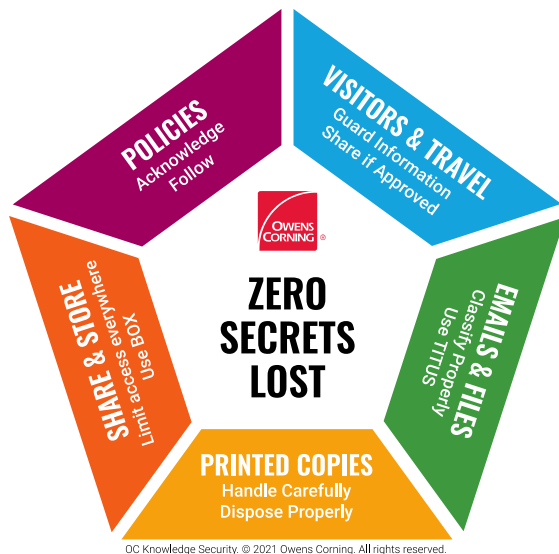 POLICIES
Acknowledge
Follow
VISITORS & TRAVEL
Guard Information
Share if Approved
OWENS
CORNING ®
ZERO
SECRETS
LOST
SHARE & STORE
Limit access everywhere
Use BOX
EMAILS & FILES
Classify Properly
Use TITUS
PRINTED COPIES
Handle Carefully
Dispose Properly
OC Knowledge Security. © 2021 Owens Corning. All rights reserved.